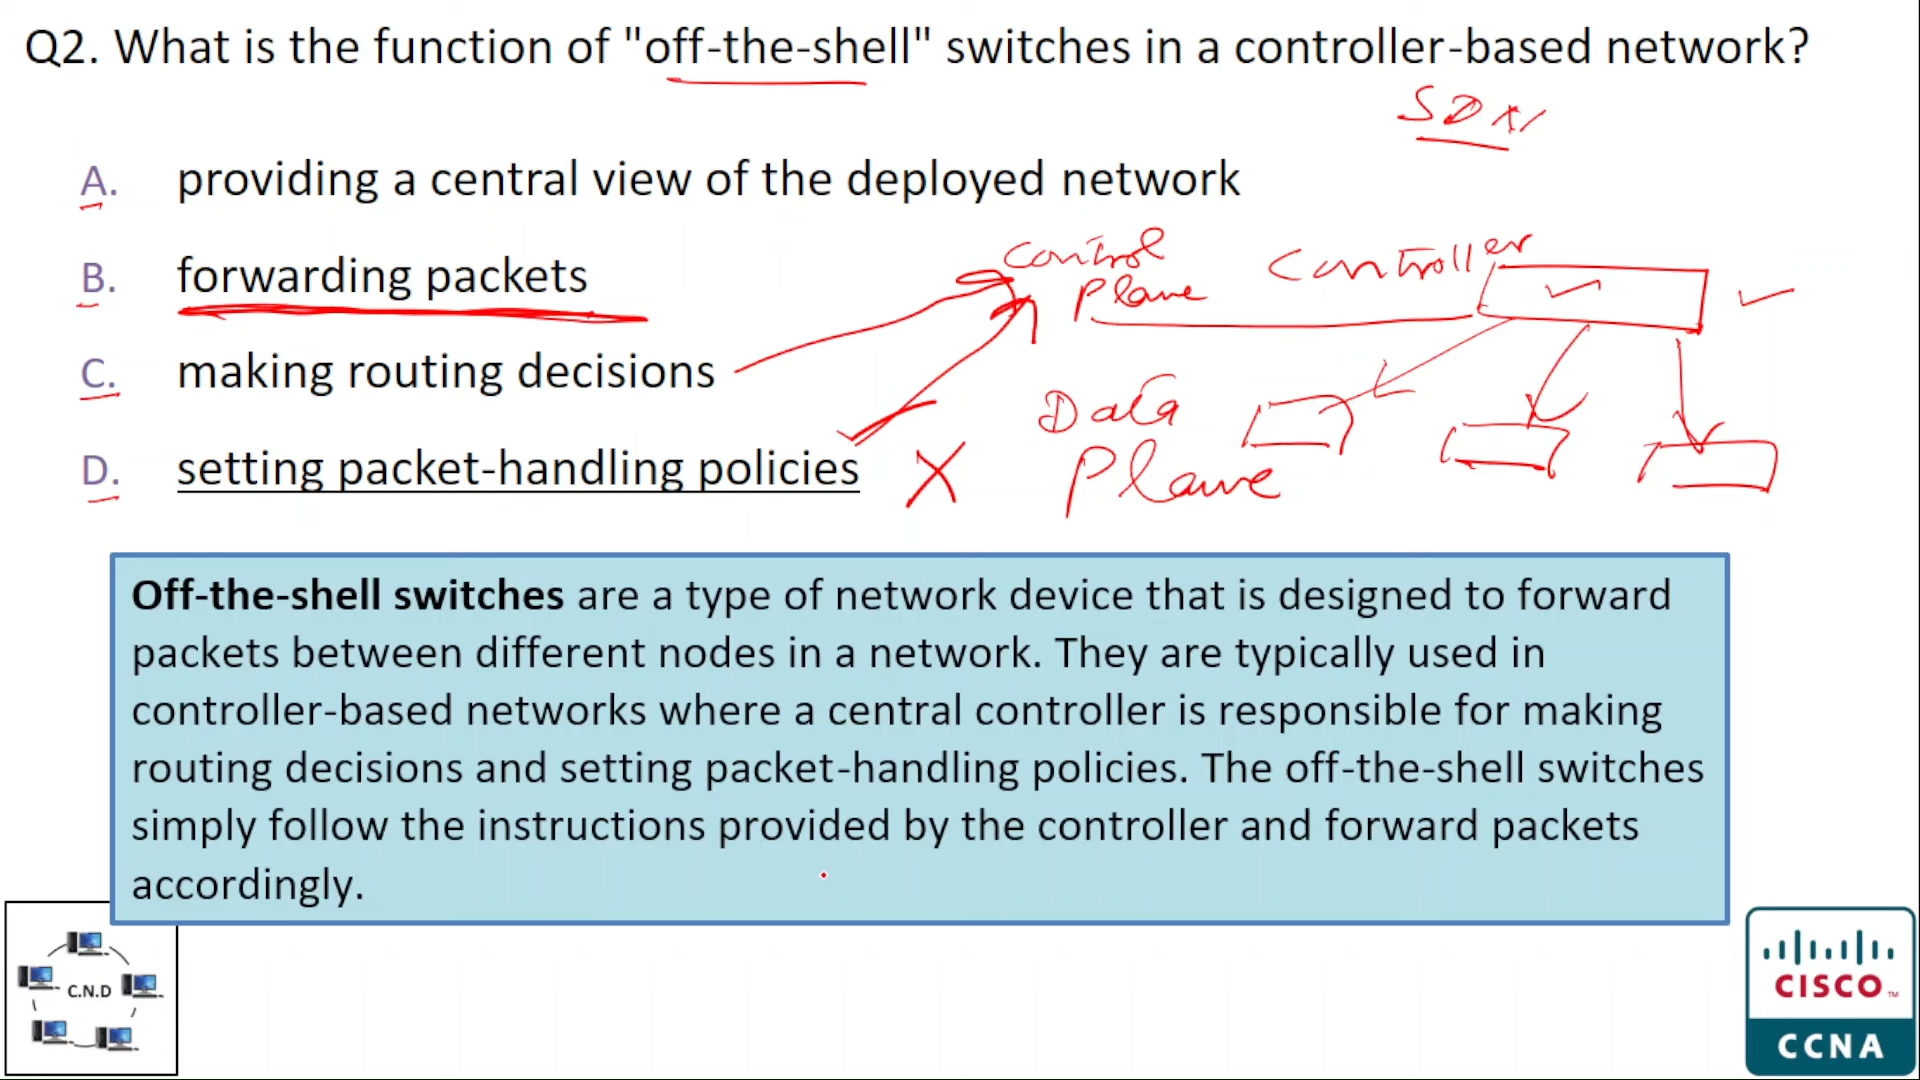 Q2. What is the function of "off-the-shell" switches in a controller-based network?
SDN
A. providing a central view of the deployed network
B. forwarding packets
Control
Plane
Controller
C. making routing decisions
Data
Plane
D. setting packet-handling policies
X
Off-the-shell switches are a type of network device that is designed to forward
packets between different nodes in a network. They are typically used in
controller-based networks where a central controller is responsible for making
routing decisions and setting packet-handling policies. The off-the-shell switches
simply follow the instructions provided by the controller and forward packets
accordingly.
C.N.D
CISCO™
CCNA